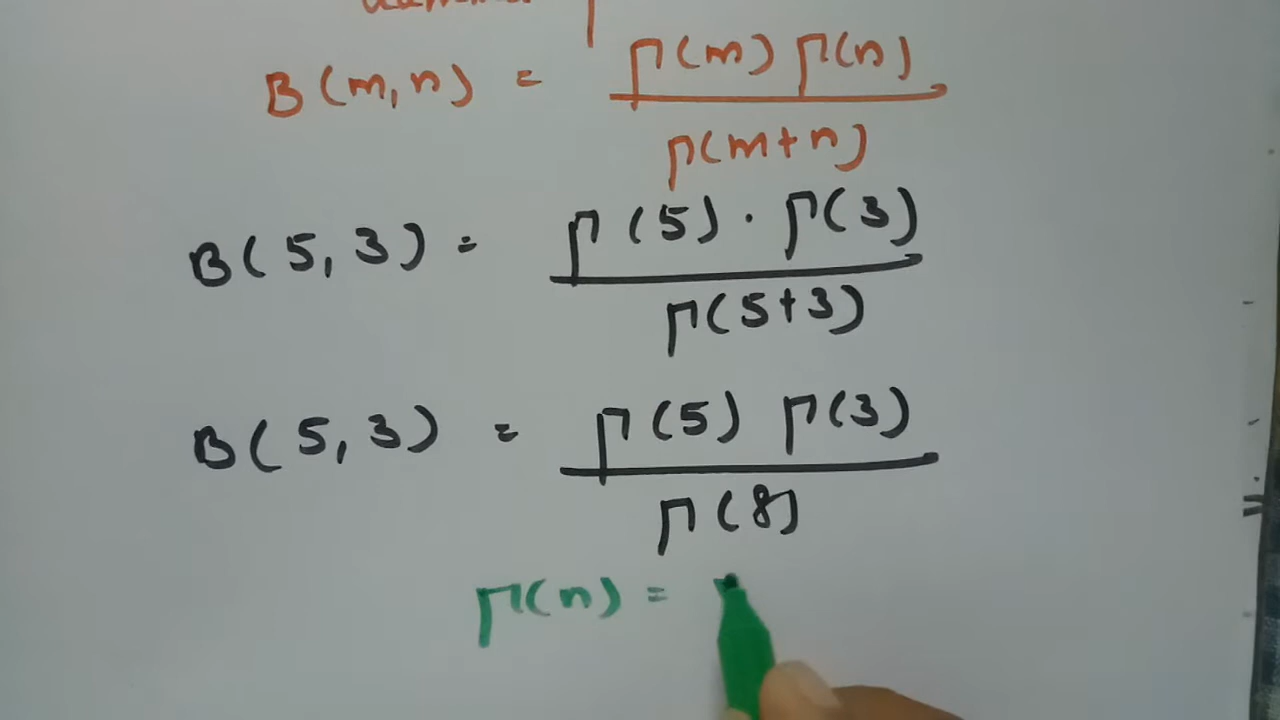 B(m,n) = Γ(m) Γ(n) / Γ(m+n)
B(5,3) = Γ(5) · Γ(3) / Γ(5+3)
B(5,3) = Γ(5) Γ(3) / Γ(8)
Γ(n) =